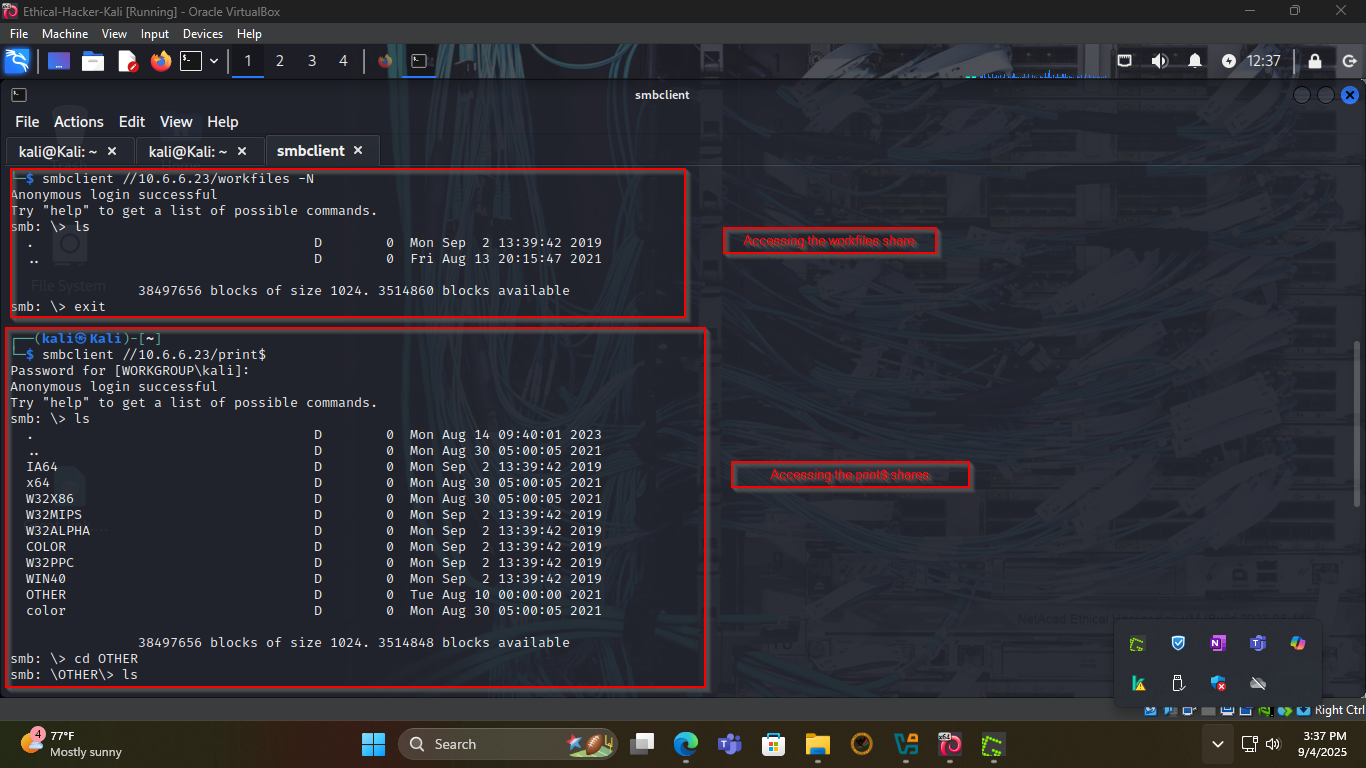 Ethical-Hacker-Kali [Running] - Oracle VirtualBox
File Machine View Input Devices Help
1 2 3 4
12:37
smbclient
File Actions Edit View Help
kali@Kali: ~ kali@Kali: ~ smbclient
└─$ smbclient //10.6.6.23/workfiles -N
Anonymous login successful
Try "help" to get a list of possible commands.
smb: \> ls
. D 0 Mon Sep 2 13:39:42 2019
.. D 0 Fri Aug 13 20:15:47 2021
File System
38497656 blocks of size 1024. 3514860 blocks available
smb: \> exit
Accessing the workfiles share
┌──(kali㉿Kali)-[~]
└─$ smbclient //10.6.6.23/print$
Password for [WORKGROUP\kali]:
Anonymous login successful
Try "help" to get a list of possible commands.
smb: \> ls
. D 0 Mon Aug 14 09:40:01 2023
.. D 0 Mon Aug 30 05:00:05 2021
IA64 D 0 Mon Sep 2 13:39:42 2019
x64 D 0 Mon Aug 30 05:00:05 2021
W32X86 D 0 Mon Aug 30 05:00:05 2021
W32MIPS D 0 Mon Sep 2 13:39:42 2019
W32ALPHA D 0 Mon Sep 2 13:39:42 2019
COLOR D 0 Mon Sep 2 13:39:42 2019
W32PPC D 0 Mon Sep 2 13:39:42 2019
WIN40 D 0 Mon Sep 2 13:39:42 2019
OTHER D 0 Tue Aug 10 00:00:00 2021
color D 0 Mon Aug 30 05:00:05 2021
38497656 blocks of size 1024. 3514848 blocks available
smb: \> cd OTHER
smb: \OTHER\> ls
Accessing the print$ shares
NetAcad Ethical
Right Ctrl
4
77°F
Mostly sunny
Search
3:37 PM
9/4/2025